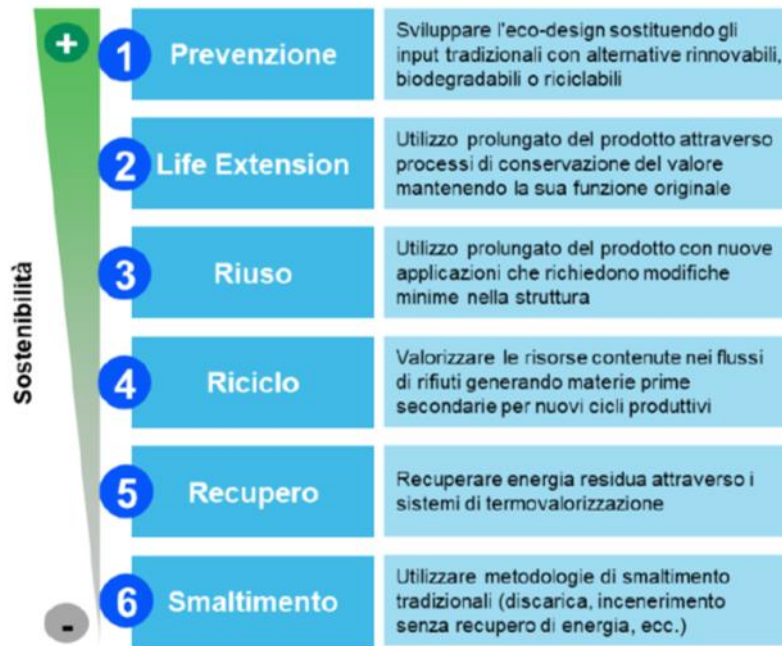 Sostenibilità
+
1
Prevenzione
Sviluppare l'eco-design sostituendo gli
input tradizionali con alternative rinnovabili,
biodegradabili o riciclabili
2
Life Extension
Utilizzo prolungato del prodotto attraverso
processi di conservazione del valore
mantenendo la sua funzione originale
3
Riuso
Utilizzo prolungato del prodotto con nuove
applicazioni che richiedono modifiche
minime nella struttura
4
Riciclo
Valorizzare le risorse contenute nei flussi
di rifiuti generando materie prime
secondarie per nuovi cicli produttivi
5
Recupero
Recuperare energia residua attraverso i
sistemi di termovalorizzazione
6
Smaltimento
Utilizzare metodologie di smaltimento
tradizionali (discarica, incenerimento
senza recupero di energia, ecc.)
-